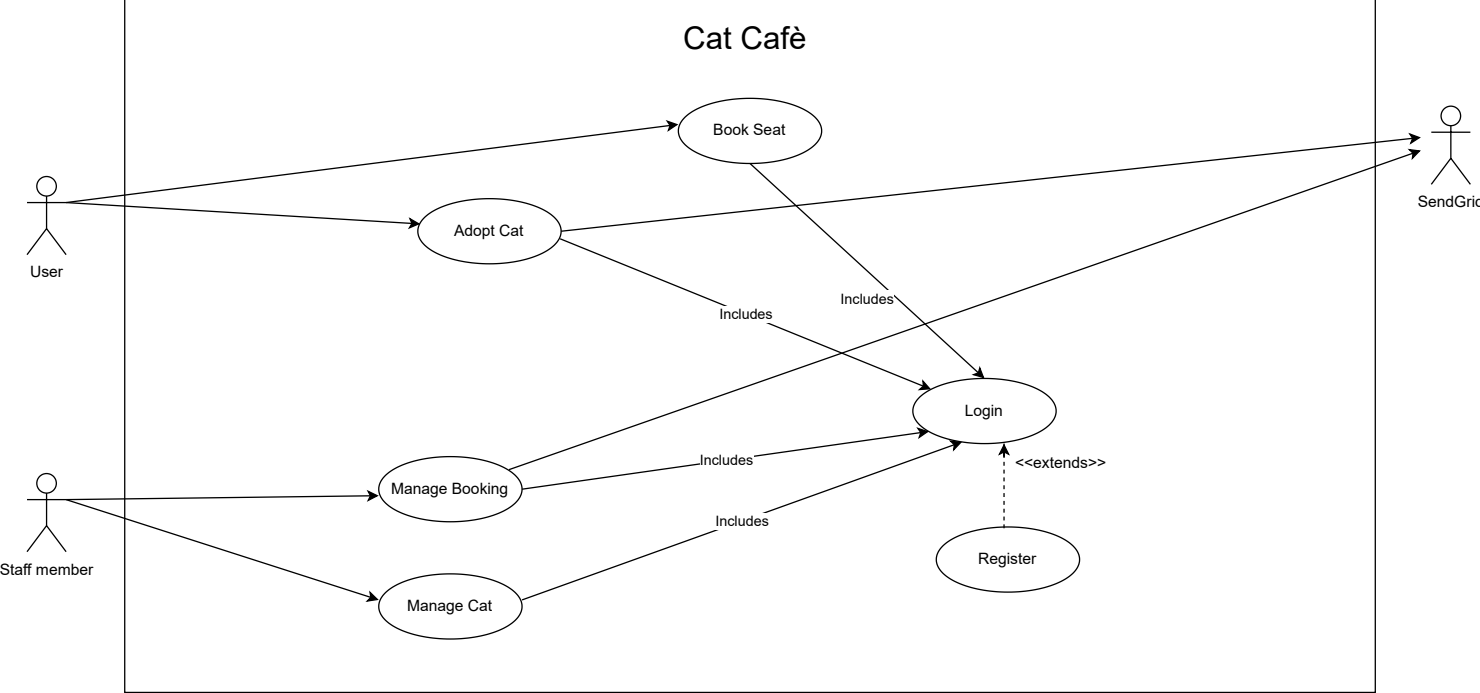 Cat Cafè
Book Seat
User
Adopt Cat
Includes
Includes
Login
<<extends>>
Manage Booking
Includes
Staff member
Manage Cat
Includes
Register